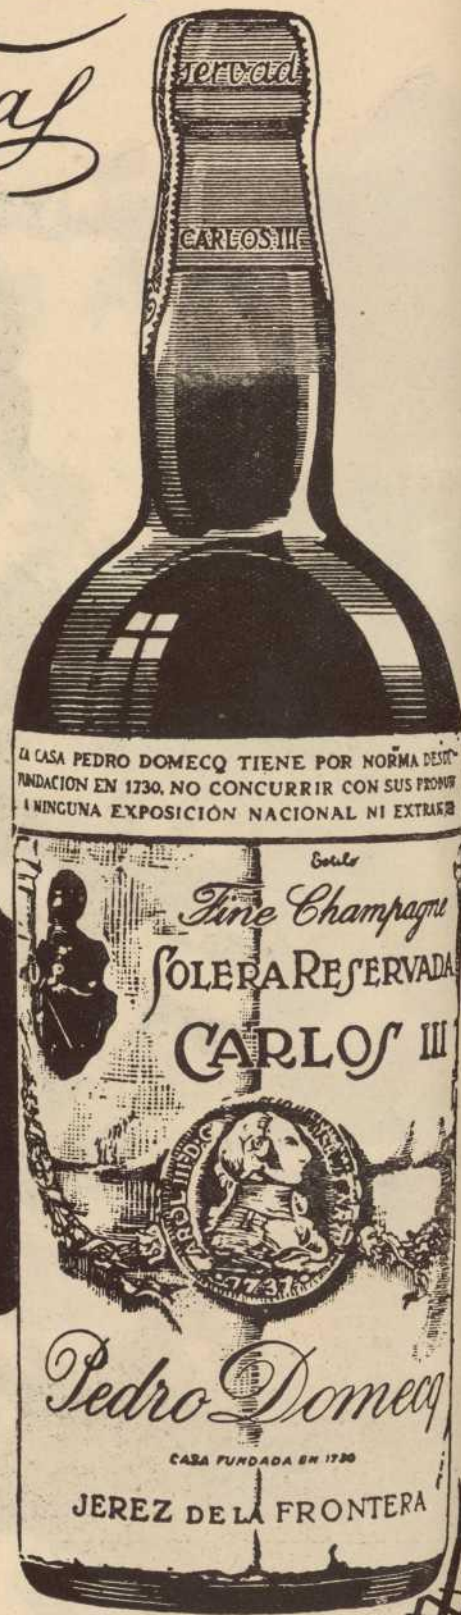 servad
CARLOS III
LA CASA PEDRO DOMECQ TIENE POR NORMA DESDE
FUNDACION EN 1730, NO CONCURRIR CON SUS
A NINGUNA EXPOSICIÓN NACIONAL NI
Estilo
Fine Champagne
SOLERA RESERVADA
CARLOS III
Pedro Domecq
CASA FUNDADA EN 1730
JEREZ DE LA FRONTERA